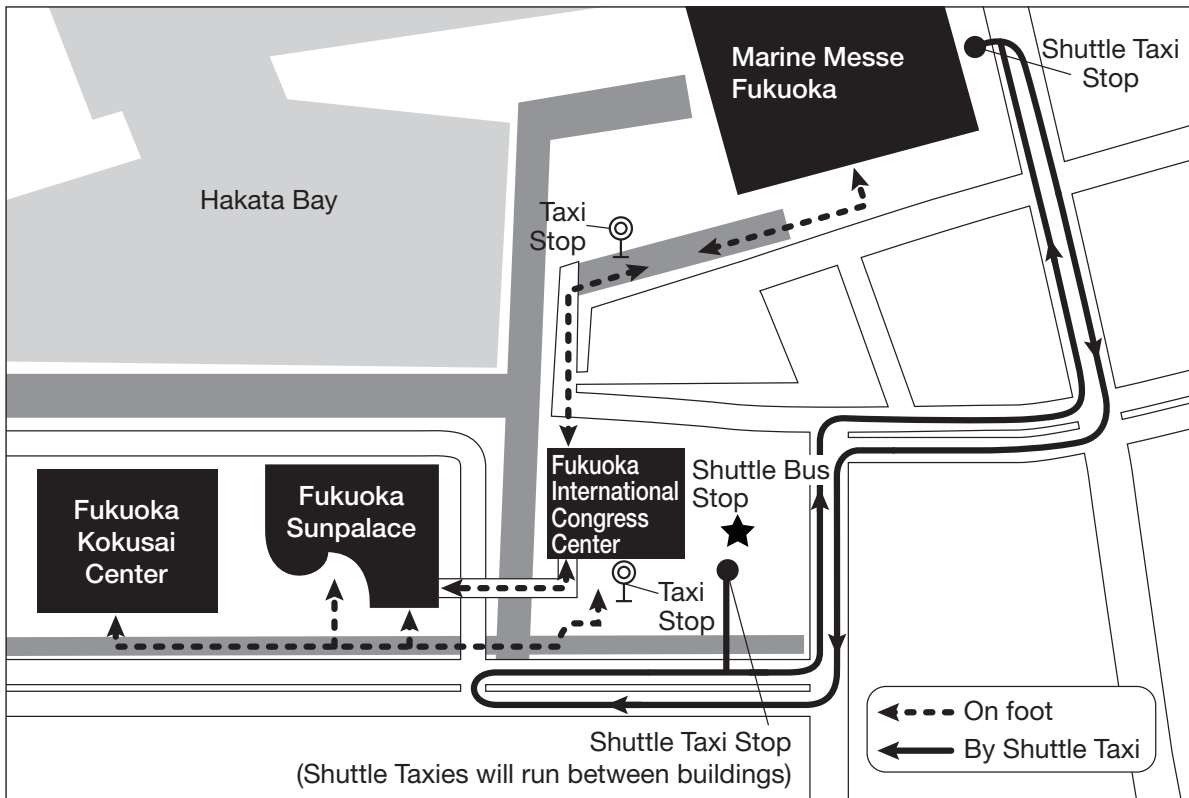 Marine Messe
Fukuoka
Shuttle Taxi
Stop
Hakata Bay
Taxi
Stop
Fukuoka
Kokusai
Center
Fukuoka
Sunpalace
Fukuoka
International
Congress
Center
Shuttle Bus
Stop
Taxi
Stop
Shuttle Taxi Stop
(Shuttle Taxies will run between buildings)
On foot
By Shuttle Taxi